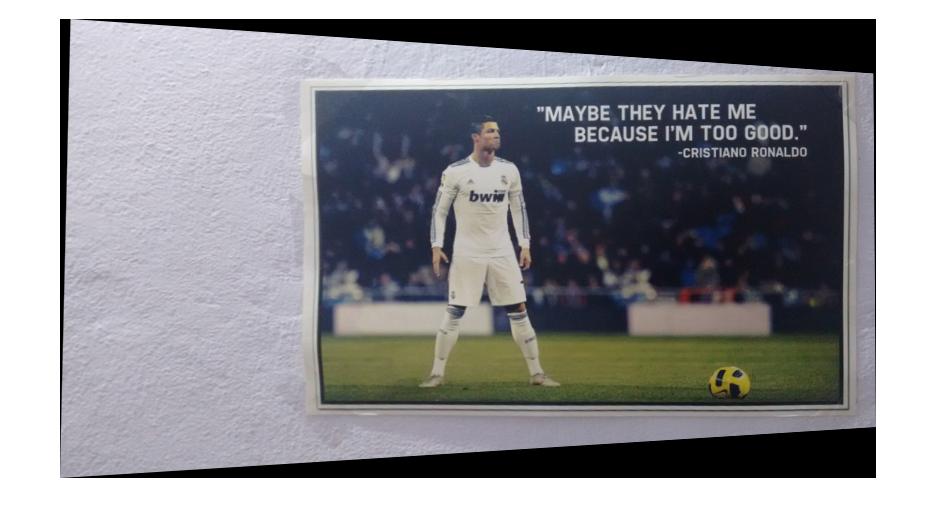 "MAYBE THEY HATE ME
BECAUSE I'M TOO GOOD."
-CRISTIANO RONALDO
bwin